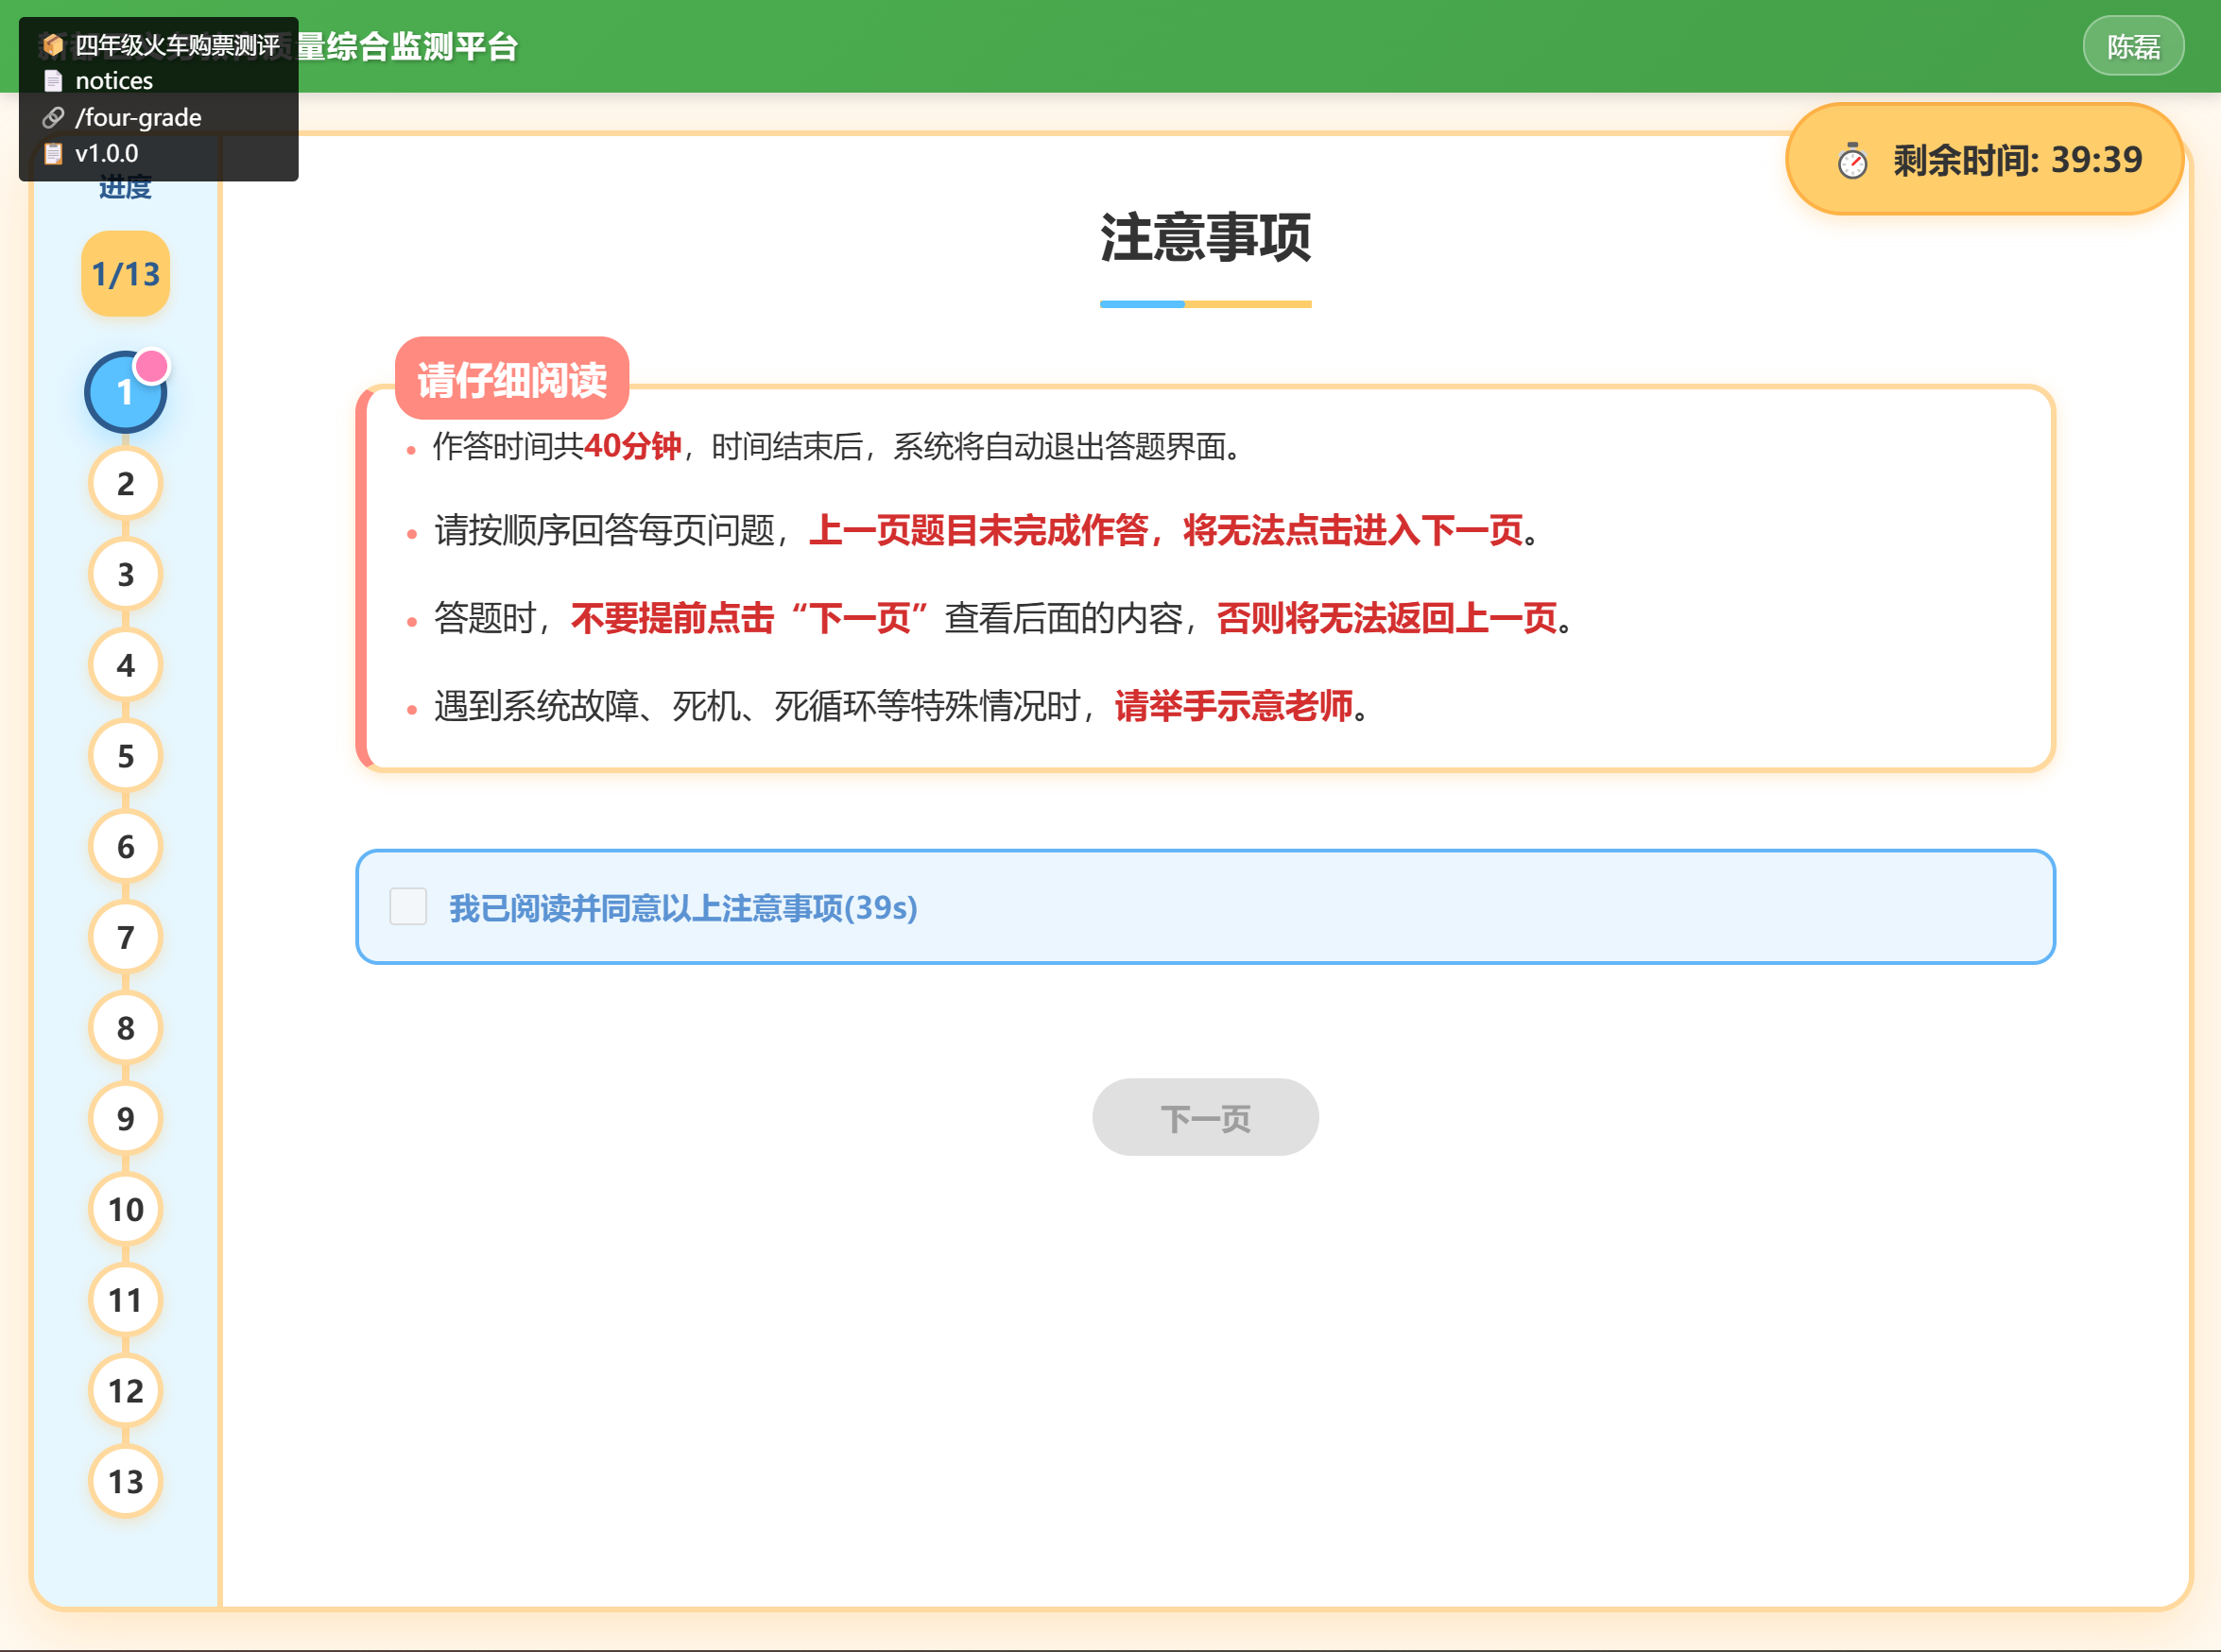 四年级火车购票测评
notices
/four-grade
v1.0.0
量综合监测平台
陈磊
剩余时间: 39:39
进度
1/13
1
2
3
4
5
6
7
8
9
10
11
12
13
注意事项
请仔细阅读
作答时间共40分钟，时间结束后，系统将自动退出答题界面。
请按顺序回答每页问题，上一页题目未完成作答，将无法点击进入下一页。
答题时，不要提前点击“下一页”查看后面的内容，否则将无法返回上一页。
遇到系统故障、死机、死循环等特殊情况时，请举手示意老师。
我已阅读并同意以上注意事项(39s)
下一页